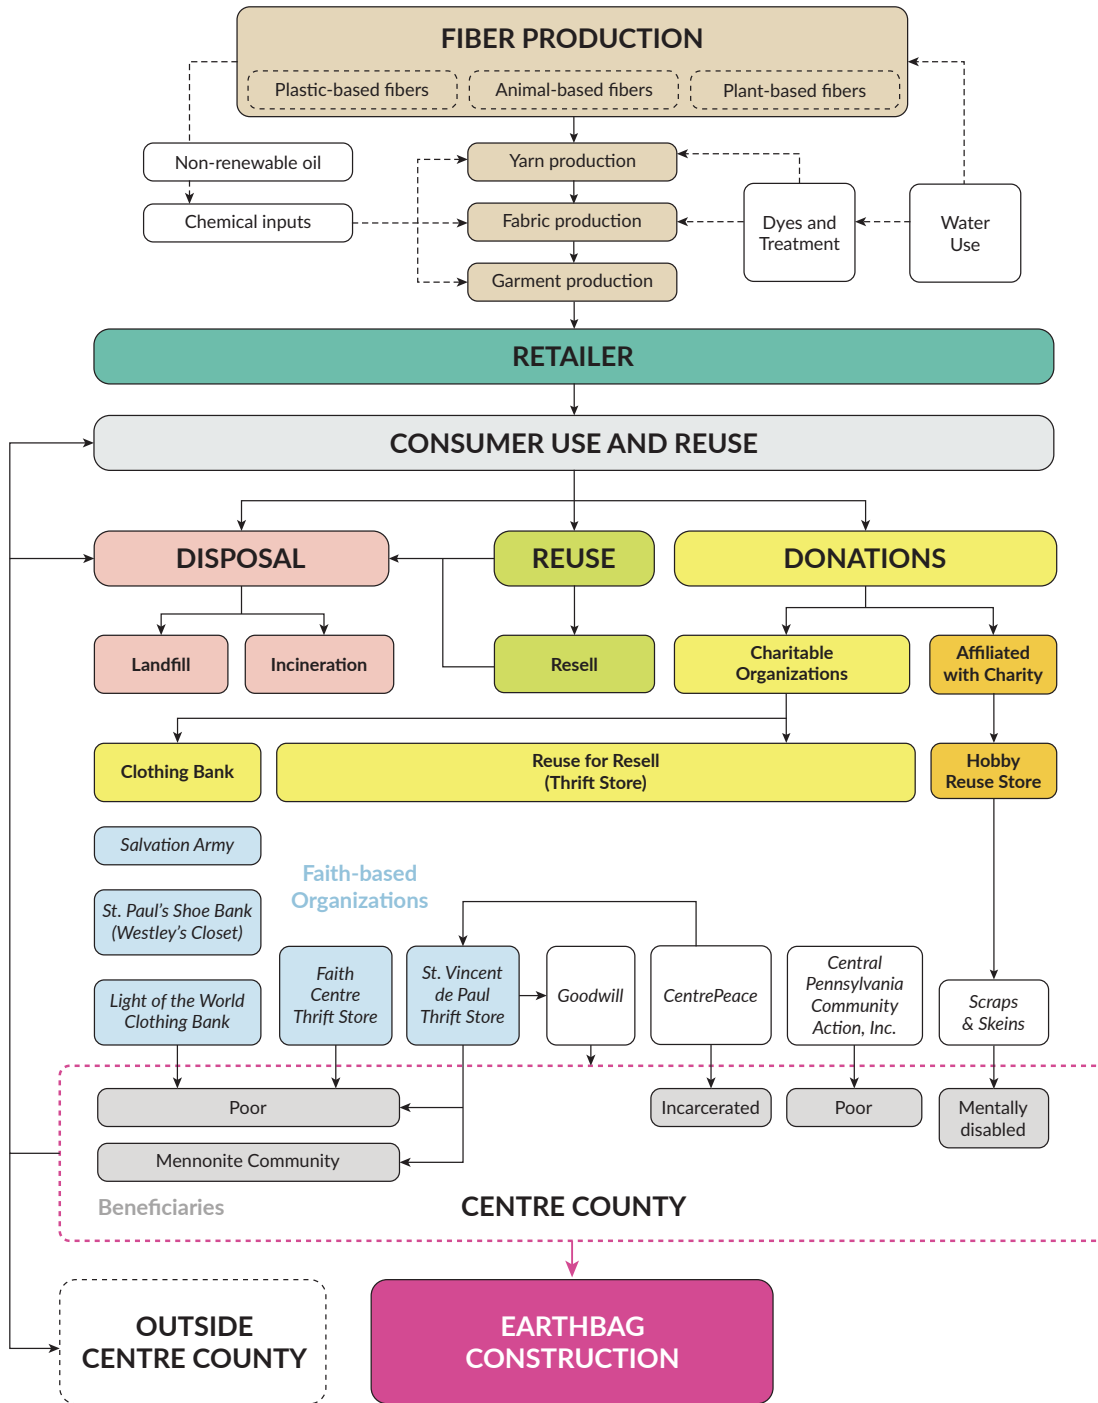 FIBER PRODUCTION
Plastic-based fibers
Animal-based fibers
Plant-based fibers
Non-renewable oil
Chemical inputs
Yarn production
Fabric production
Garment production
Dyes and
Treatment
Water
Use
RETAILER
CONSUMER USE AND REUSE
DISPOSAL
REUSE
DONATIONS
Landfill
Incineration
Resell
Charitable
Organizations
Affiliated
with Charity
Clothing Bank
Reuse for Resell
(Thrift Store)
Hobby
Reuse Store
Salvation Army
St. Paul's Shoe Bank
(Westley's Closet)
Light of the World
Clothing Bank
Faith-based
Organizations
Faith
Centre
Thrift Store
St. Vincent
de Paul
Thrift Store
Goodwill
CentrePeace
Central
Pennsylvania
Community
Action, Inc.
Scraps
& Skeins
Poor
Incarcerated
Poor
Mentally
disabled
Mennonite Community
Beneficiaries
CENTRE COUNTY
OUTSIDE
CENTRE COUNTY
EARTHBAG
CONSTRUCTION